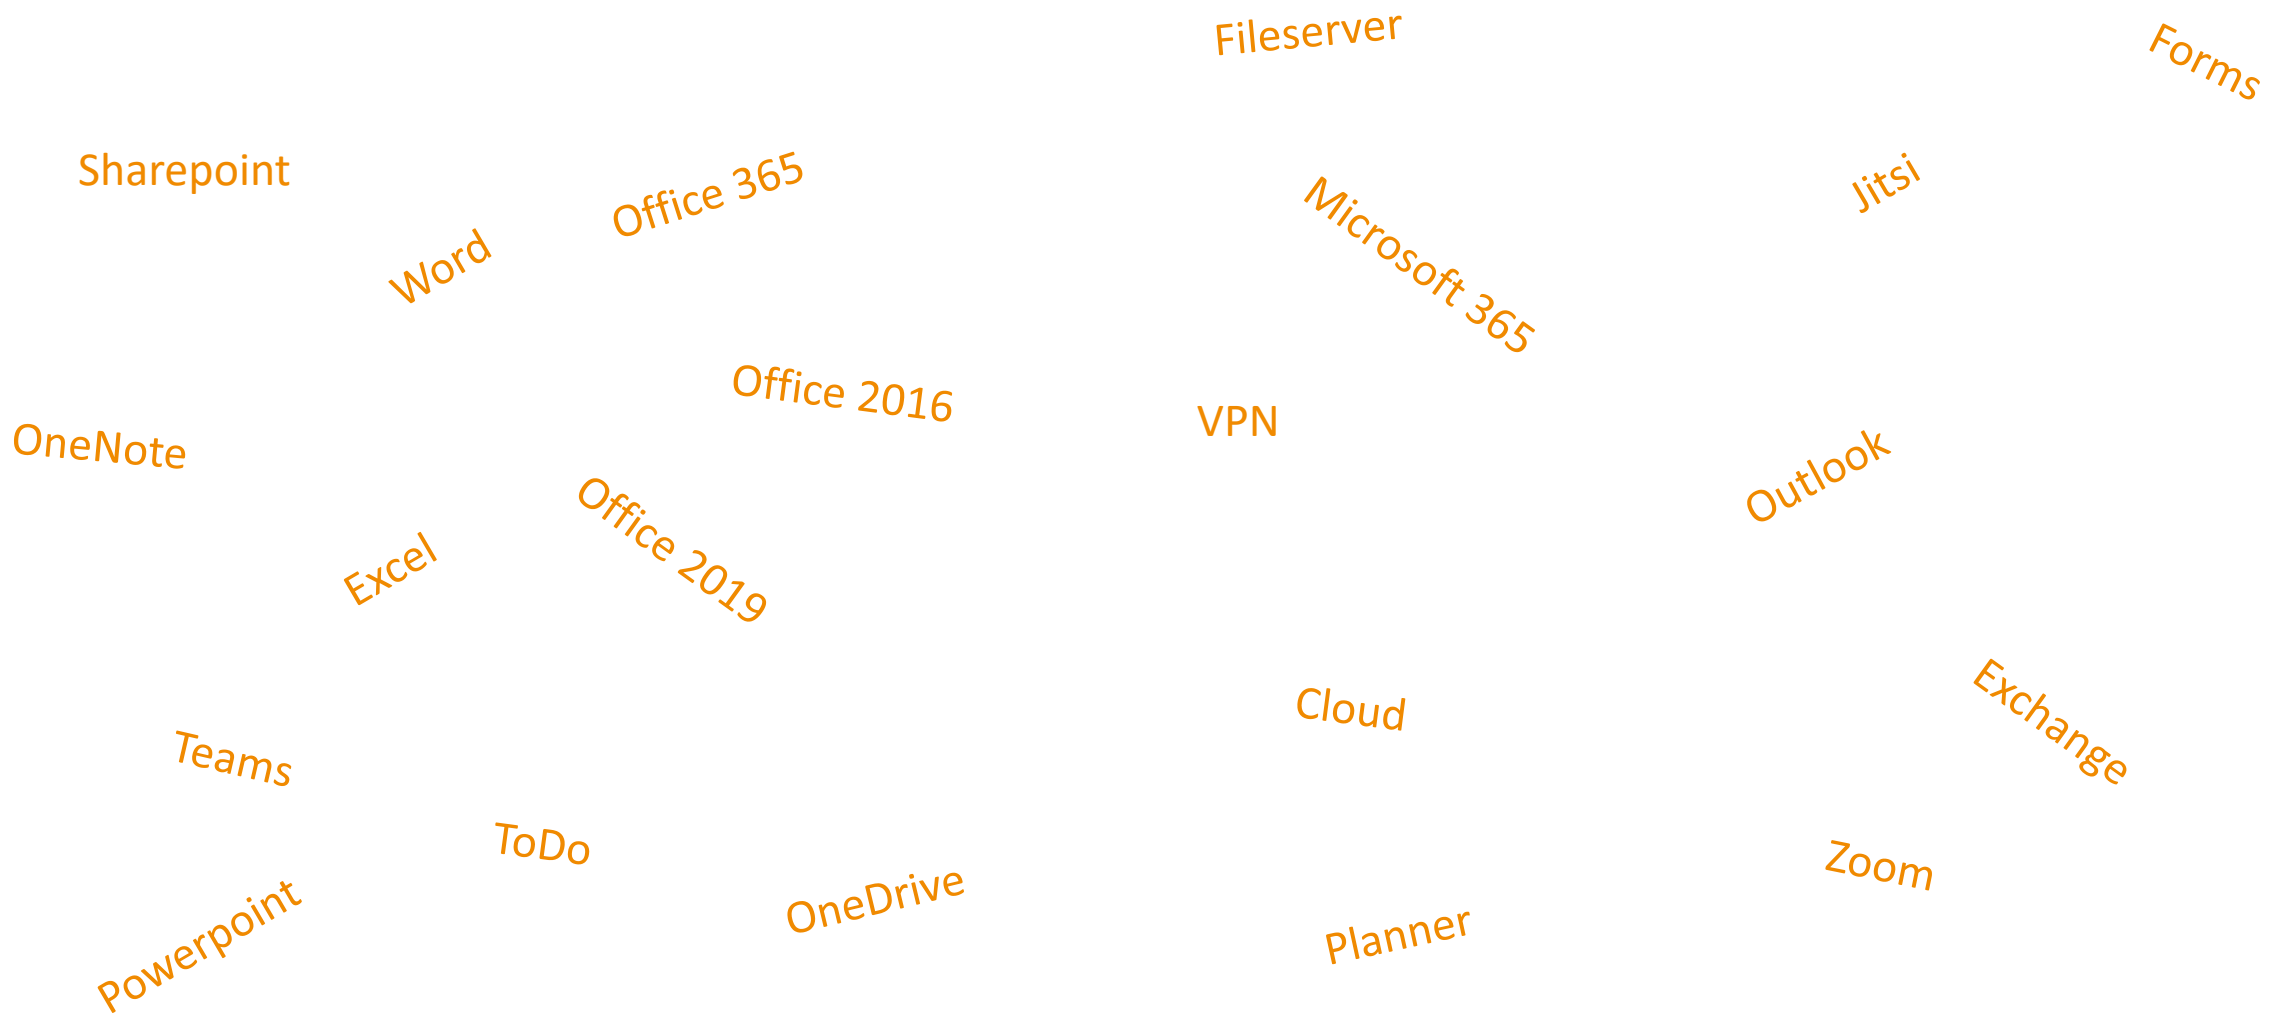 Fileserver
Forms
Sharepoint
Office 365
Jitsi
Microsoft 365
Word
Office 2016
VPN
OneNote
Outlook
Office 2019
Excel
Cloud
Exchange
Teams
ToDo
Zoom
OneDrive
Planner
Powerpoint